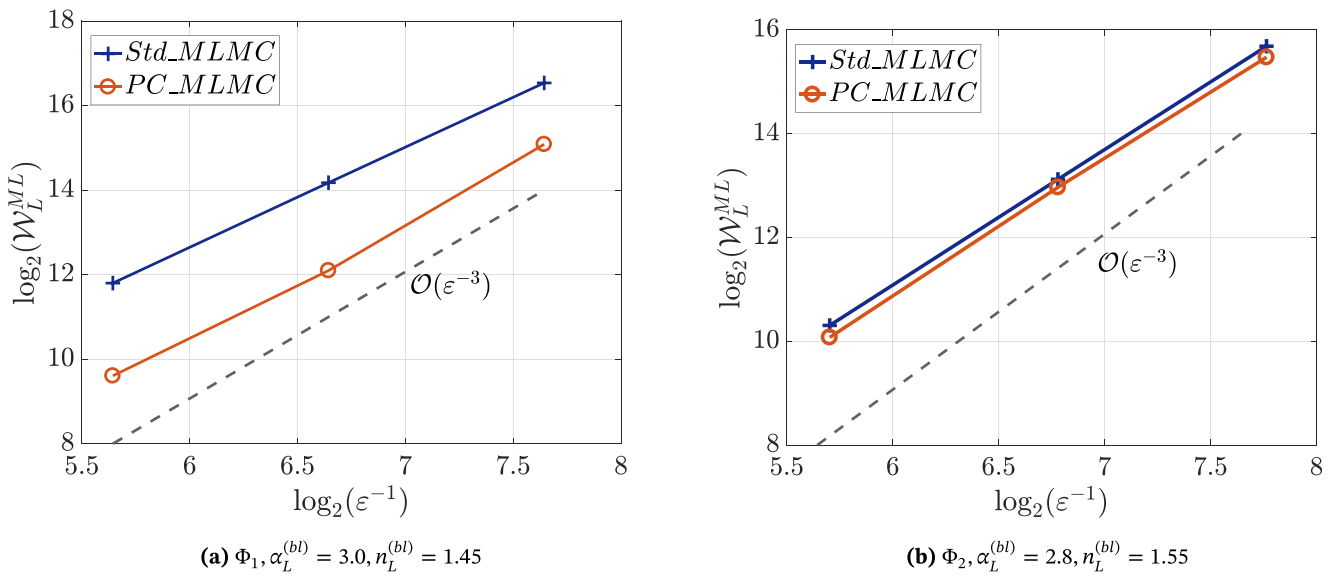 18
16
14
12
10
8
5.5 6 6.5 7 7.5 8
log₂(𝒲_L^{ML})
log₂(ε⁻¹)
Std_MLMC
PC_MLMC
𝒪(ε⁻³)
(a) Φ₁, α_L^{(bl)} = 3.0, n_L^{(bl)} = 1.45
16
14
12
10
8
5.5 6 6.5 7 7.5 8
log₂(𝒲_L^{ML})
log₂(ε⁻¹)
Std_MLMC
PC_MLMC
𝒪(ε⁻³)
(b) Φ₂, α_L^{(bl)} = 2.8, n_L^{(bl)} = 1.55